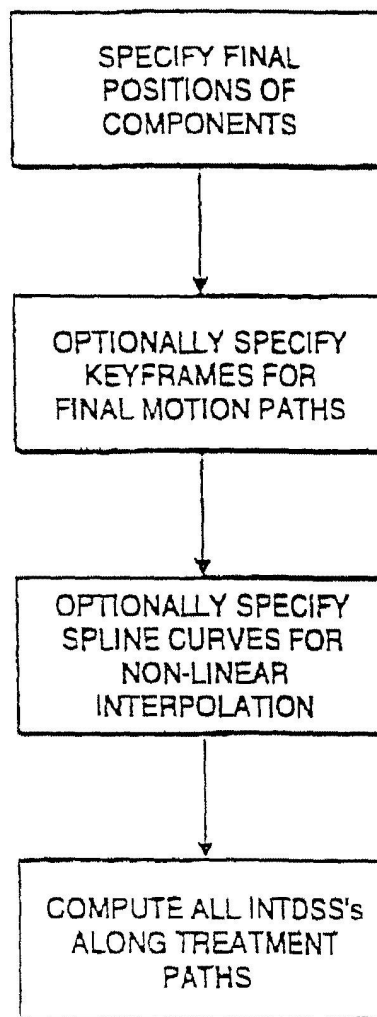 SPECIFY FINAL
POSITIONS OF
COMPONENTS
OPTIONALLY SPECIFY
KEYFRAMES FOR
FINAL MOTION PATHS
OPTIONALLY SPECIFY
SPLINE CURVES FOR
NON-LINEAR
INTERPOLATION
COMPUTE ALL INTDSS's
ALONG TREATMENT
PATHS